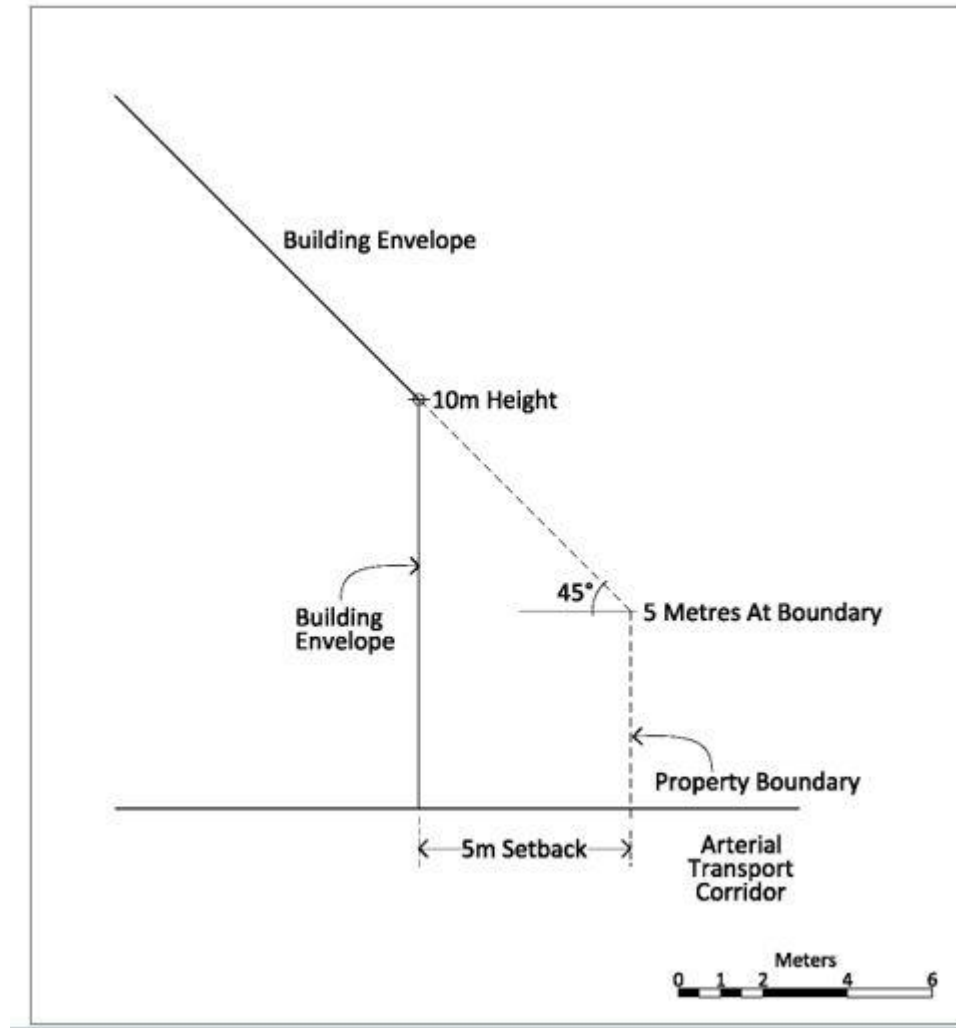 Building Envelope
10m Height
45°
5 Metres At Boundary
Building
Envelope
Property Boundary
5m Setback
Arterial
Transport
Corridor
Meters
0 1 2 4 6